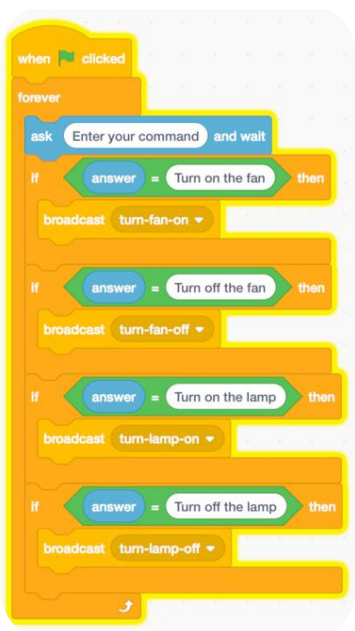 when clicked
forever
ask Enter your command and wait
if answer = Turn on the fan then
broadcast turn-fan-on
if answer = Turn off the fan then
broadcast turn-fan-off
if answer = Turn on the lamp then
broadcast turn-lamp-on
if answer = Turn off the lamp then
broadcast turn-lamp-off